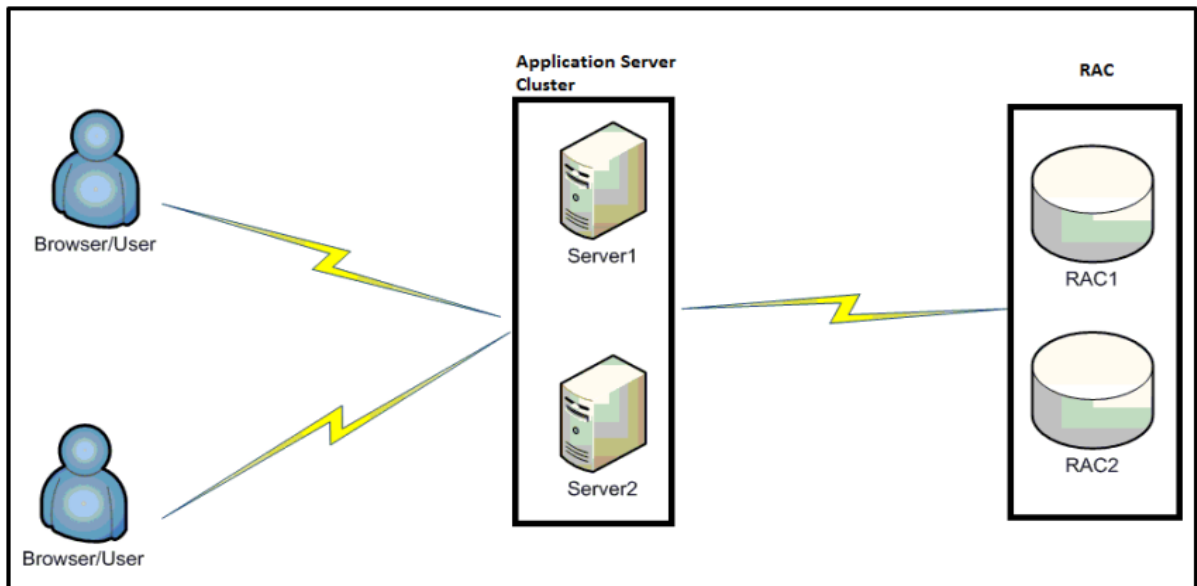 Application Server
Cluster
RAC
Browser/User
Server1
RAC1
Server2
RAC2
Browser/User